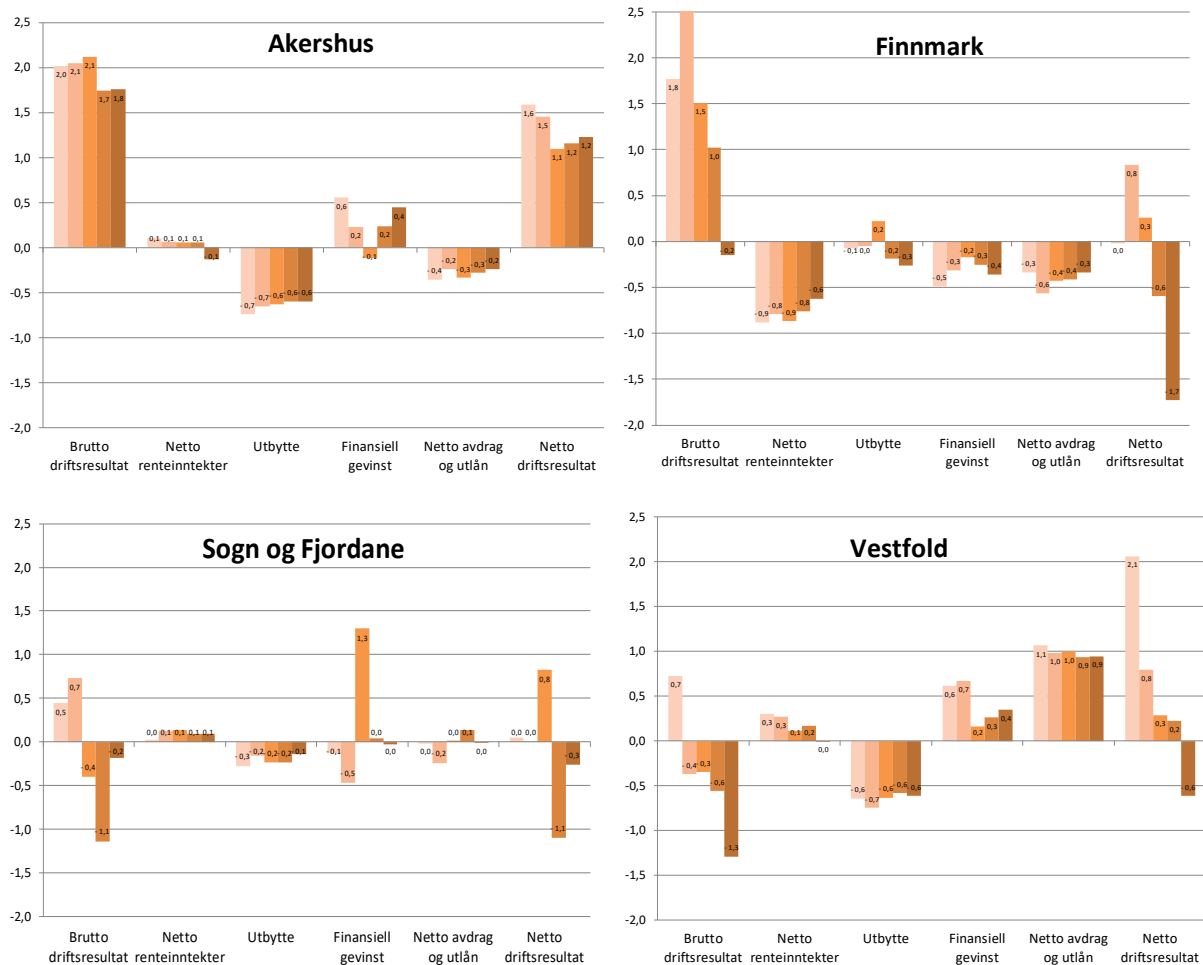 Akershus
2,5
2,0
1,5
1,0
0,5
0,0
-0,5
-1,0
-1,5
-2,0
2,0 2,1 2,1 1,7 1,8
0,1 0,1 0,1 0,1 - 0,1
- 0,7 - 0,7 - 0,6 - 0,6 - 0,6
0,6 0,2 - 0,1 0,2 0,4
- 0,4 - 0,2 - 0,3 - 0,3 - 0,2
1,6 1,5 1,1 1,2 1,2
Brutto Netto Utbytte Finansiell Netto avdrag Netto
driftsresultat renteinntekter gevinst og utlån driftsresultat
Finnmark
2,5
2,0
1,5
1,0
0,5
0,0
-0,5
-1,0
-1,5
-2,0
1,8 1,5 1,0 - 0,2
- 0,9 - 0,8 - 0,9 - 0,8 - 0,6
- 0,1 0,0 0,2 - 0,2 - 0,3
- 0,5 - 0,3 - 0,2 - 0,3 - 0,4
- 0,3 - 0,6 - 0,4 - 0,4 - 0,3
0,0 0,8 0,3 - 0,6 - 1,7
Brutto Netto Utbytte Finansiell Netto avdrag Netto
driftsresultat renteinntekter gevinst og utlån driftsresultat
Sogn og Fjordane
2,5
2,0
1,5
1,0
0,5
0,0
-0,5
-1,0
-1,5
-2,0
0,5 0,7 - 0,4 - 1,1 - 0,2
0,0 0,1 0,1 0,1 0,1
- 0,3 - 0,2 - 0,2 - 0,2 - 0,1
- 0,1 - 0,5 1,3 0,0 0,0
0,0 - 0,2 0,0 0,1 0,0
0,0 0,0 0,8 - 1,1 - 0,3
Brutto Netto Utbytte Finansiell Netto avdrag Netto
driftsresultat renteinntekter gevinst og utlån driftsresultat
Vestfold
2,5
2,0
1,5
1,0
0,5
0,0
-0,5
-1,0
-1,5
-2,0
0,7 - 0,4 - 0,3 - 0,6 - 1,3
0,3 0,3 0,1 0,2 0,0
- 0,6 - 0,7 - 0,6 - 0,6 - 0,6
0,6 0,7 0,2 0,3 0,4
1,1 1,0 1,0 0,9 0,9
2,1 0,8 0,3 0,2 - 0,6
Brutto Netto Utbytte Finansiell Netto avdrag Netto
driftsresultat renteinntekter gevinst og utlån driftsresultat